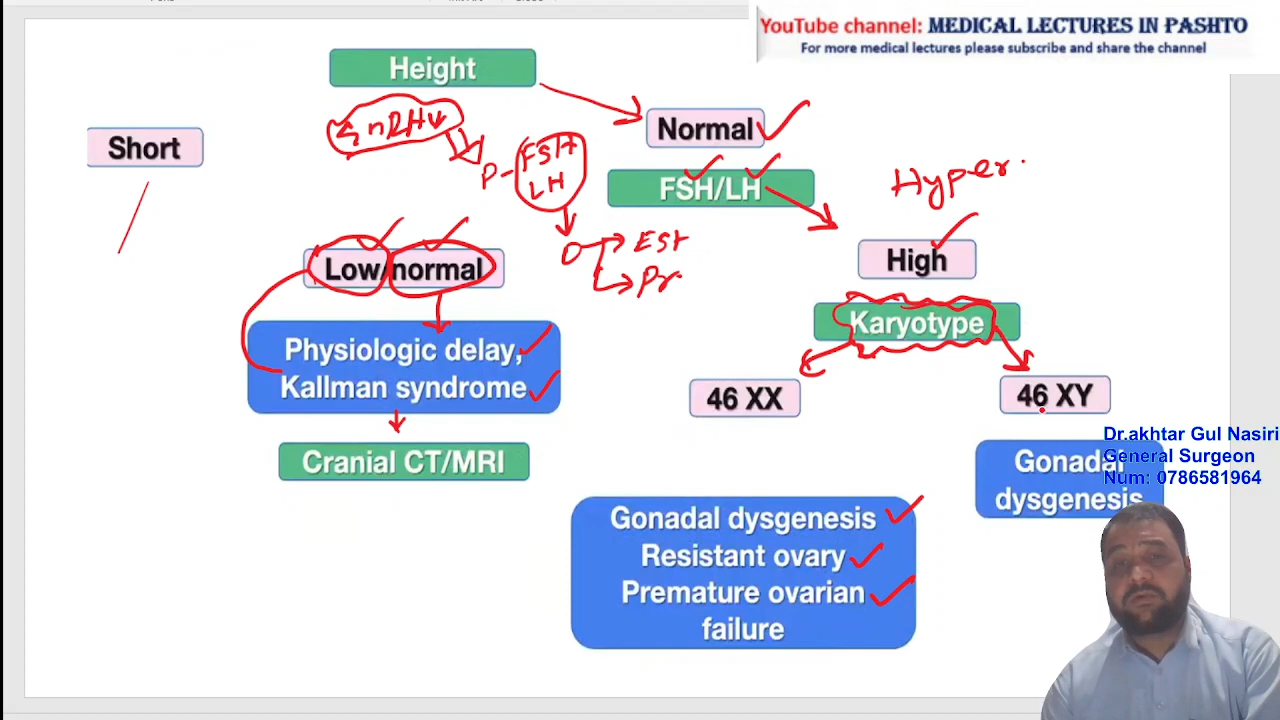 YouTube channel: MEDICAL LECTURES IN PASHTO
For more medical lectures please subscribe and share the channel
Height
Short
GnRH
Normal
P- FSH
LH
FSH/LH
Hyper.
O Est
Pr
Low/normal
High
Physiologic delay,
Kallman syndrome
Karyotype
46 XX
46 XY
Cranial CT/MRI
Dr.akhtar Gul Nasiri
General Surgeon
Num: 0786581964
Gonadal
dysgenesis
Gonadal dysgenesis
Resistant ovary
Premature ovarian
failure